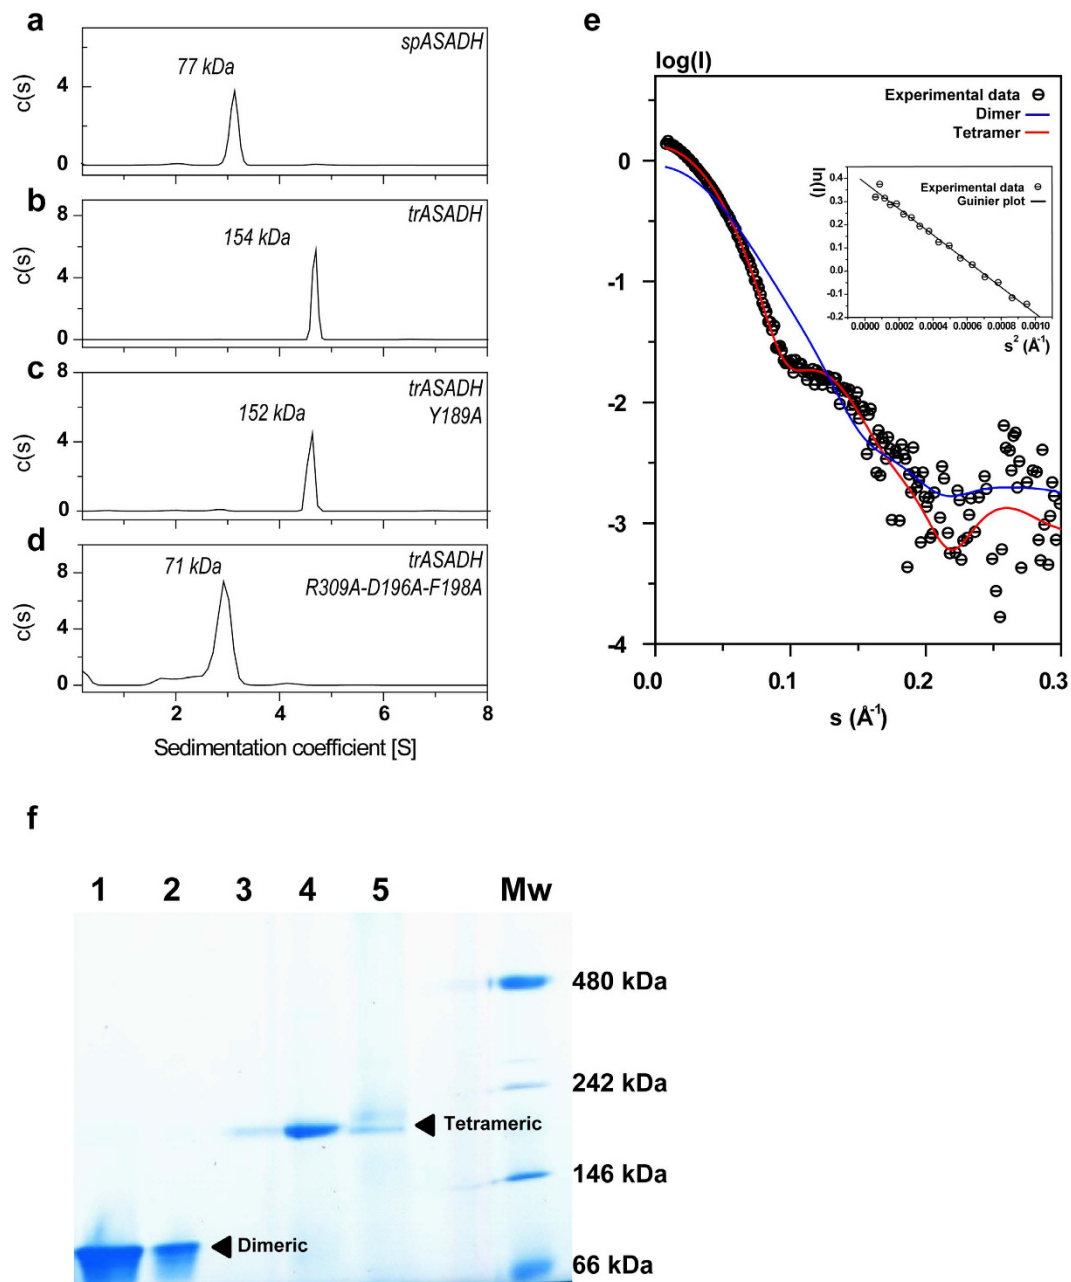 a
spASADH
77 kDa
c(s)
4
0
b
trASADH
154 kDa
c(s)
8
4
0
c
trASADH
Y189A
152 kDa
c(s)
8
4
0
d
trASADH
R309A-D196A-F198A
71 kDa
c(s)
8
4
0
2 4 6 8
Sedimentation coefficient [S]
e
log(I)
Experimental data
Dimer
Tetramer
0
-1
-2
-3
-4
0.0 0.1 0.2 0.3
s (Å-1)
Experimental data
Guinier plot
ln(I)
0.4
0.3
0.2
0.1
0.0
-0.1
-0.2
0.0000 0.0002 0.0004 0.0006 0.0008 0.0010
s2 (Å-1)
f
1 2 3 4 5 Mw
480 kDa
242 kDa
Tetrameric
146 kDa
Dimeric
66 kDa